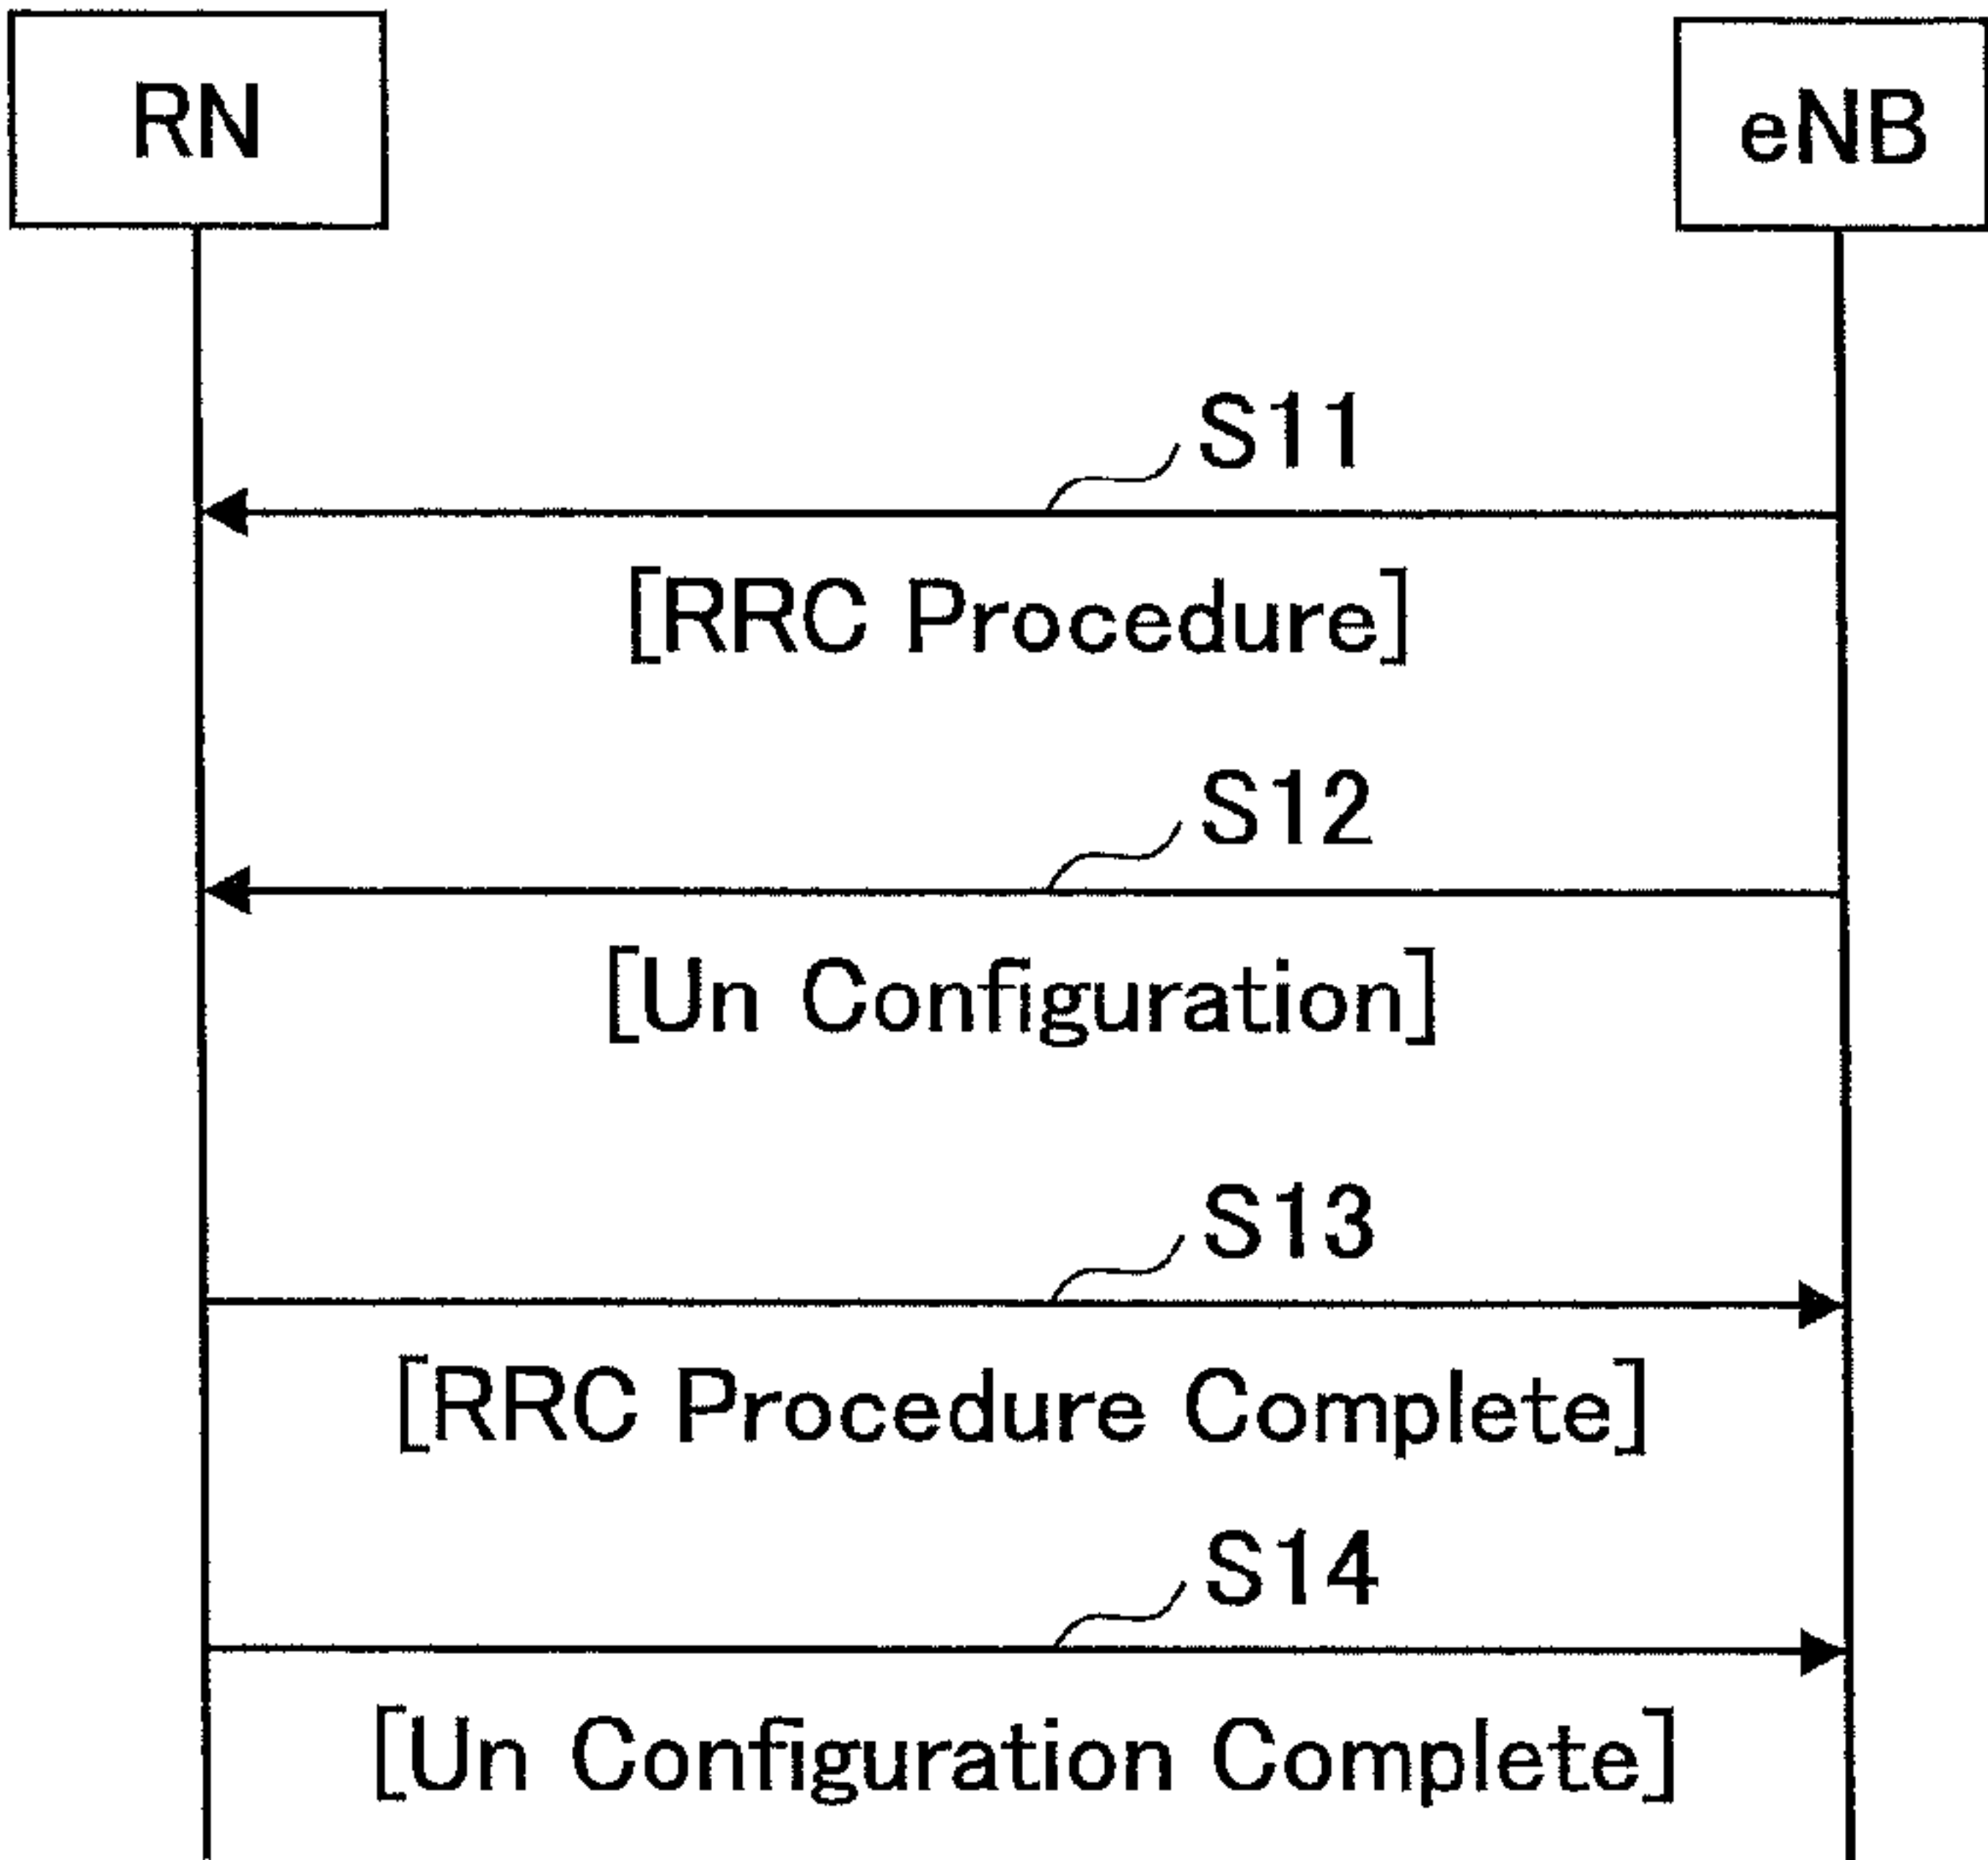 RN eNB
S11
[RRC Procedure]
S12
[Un Configuration]
S13
[RRC Procedure Complete]
S14
[Un Configuration Complete]